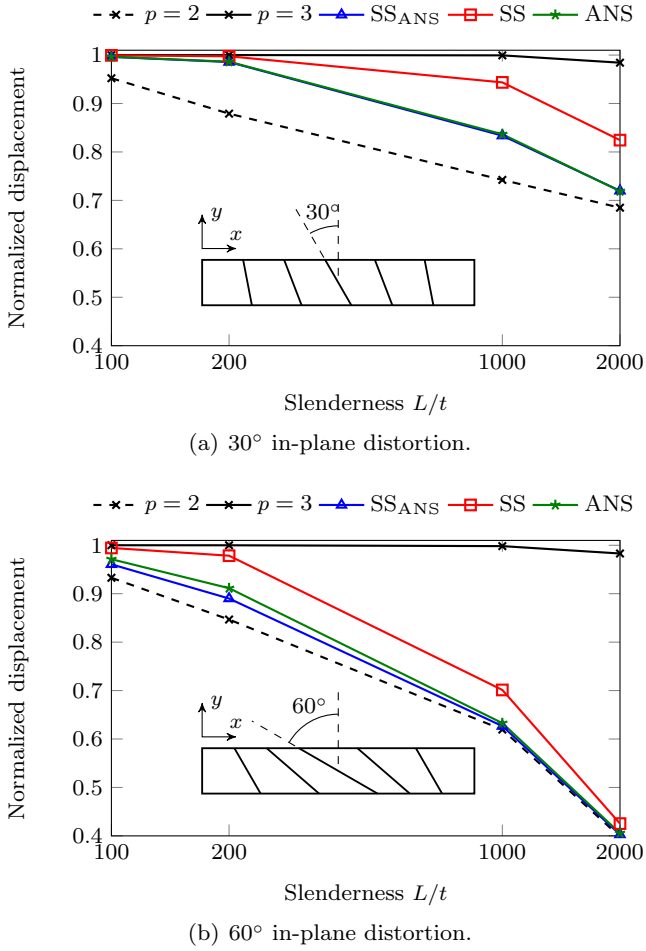 p = 2 p = 3 SS_ANS SS ANS
1
0.9
0.8
0.7
0.6
0.5
0.4
Normalized displacement
30°
y
x
100 200 1000 2000
Slenderness L/t
(a) 30° in-plane distortion.
p = 2 p = 3 SS_ANS SS ANS
1
0.9
0.8
0.7
0.6
0.5
0.4
Normalized displacement
60°
y
x
100 200 1000 2000
Slenderness L/t
(b) 60° in-plane distortion.